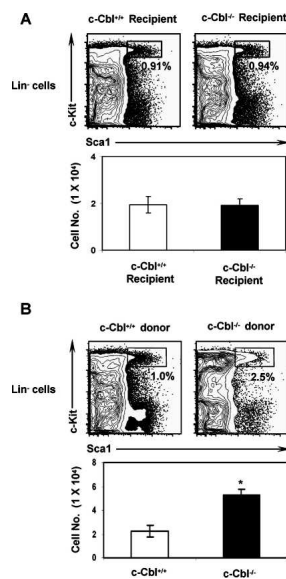 A
c-Cbl+/+ Recipient c-Cbl-/- Recipient
Lin- cells
c-Kit
0.91% 0.94%
Sca1
Cell No. (1 X 10⁴)
4
2
0
c-Cbl+/+ Recipient
c-Cbl-/- Recipient
B
c-Cbl+/+ donor c-Cbl-/- donor
Lin- cells
c-Kit
1.0% 2.5%
Sca1
Cell No. (1 X 10⁴)
8
6
4
2
0
*
c-Cbl+/+ c-Cbl-/-